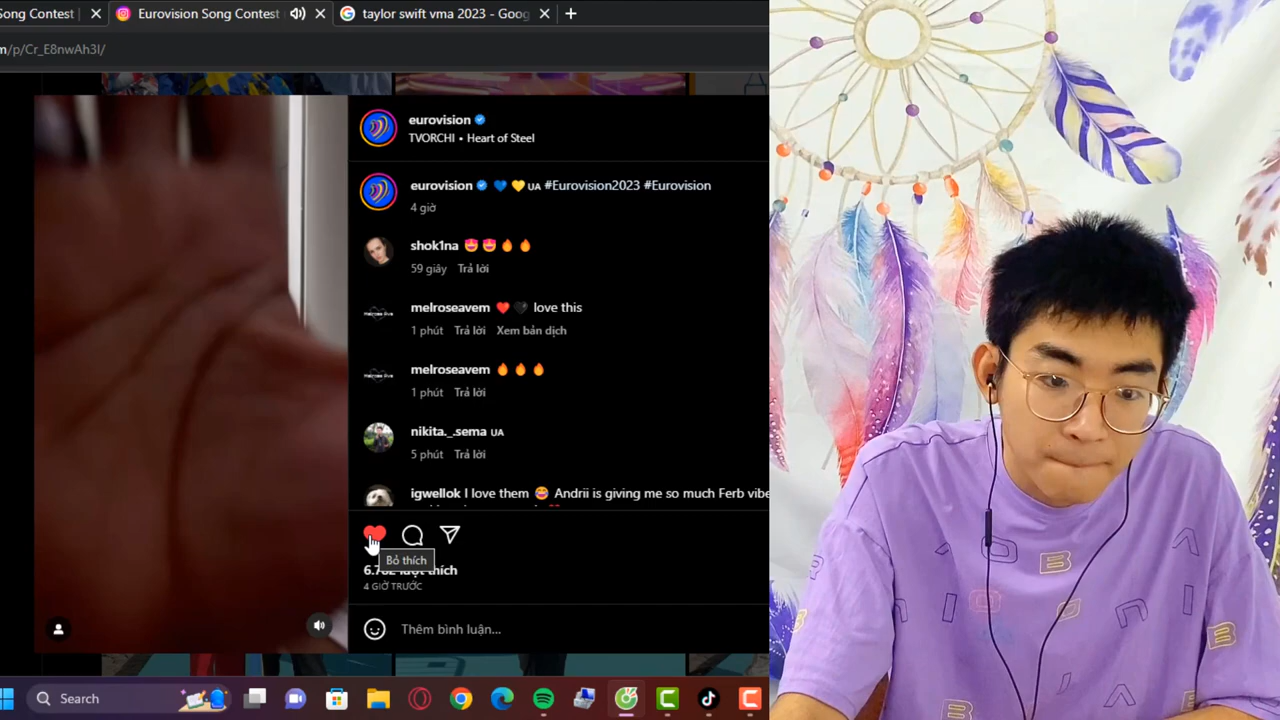 Song Contest
Eurovision Song Contest
taylor swift vma 2023 - Goog
m/p/Cr_E8nwAh3I/
eurovision
TVORCHI • Heart of Steel
eurovision 💙 💛 🇺🇦 #Eurovision2023 #Eurovision
4 giờ
shok1na 😍 😍 🔥 🔥
59 giây Trả lời
melroseavem ❤️ 🖤 love this
1 phút Trả lời Xem bản dịch
melroseavem 🔥 🔥 🔥
1 phút Trả lời
nikita._.sema 🇺🇦
5 phút Trả lời
igwellok I love them 🤩 Andrii is giving me so much Ferb vibe
Bỏ thích
lượt thích
4 GIỜ TRƯỚC
Thêm bình luận...
Search